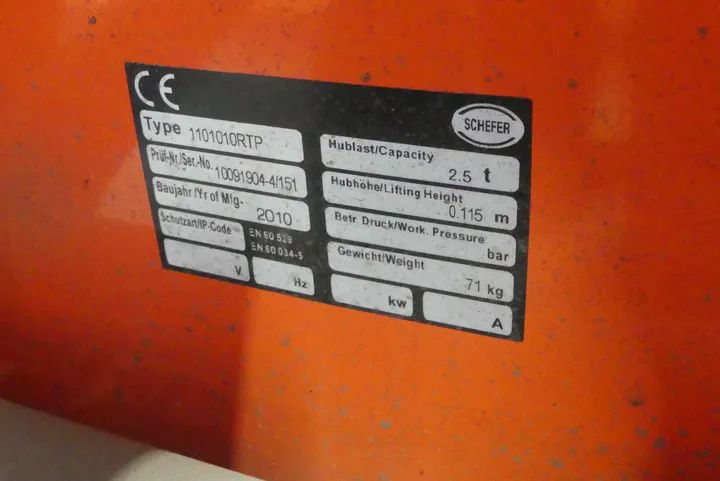 CE
SCHEFER
Type 1101010RTP
Prüf-Nr./Ser.-No. 10091904-4/151
Baujahr/Yr of Mfg- 2010
Schutzart/IP-Code EN 60 529
EN 60 034-5
V Hz
Hublast/Capacity
2.5 t
Hubhöhe/Lifting Height
0.115 m
Betr. Druck/Work. Pressure
bar
Gewicht/Weight
71 kg
kw A